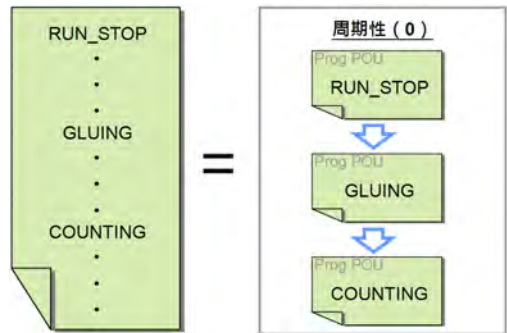 RUN_STOP
GLUING
COUNTING
=
周期性（0）
Prog POU
RUN_STOP
Prog POU
GLUING
Prog POU
COUNTING